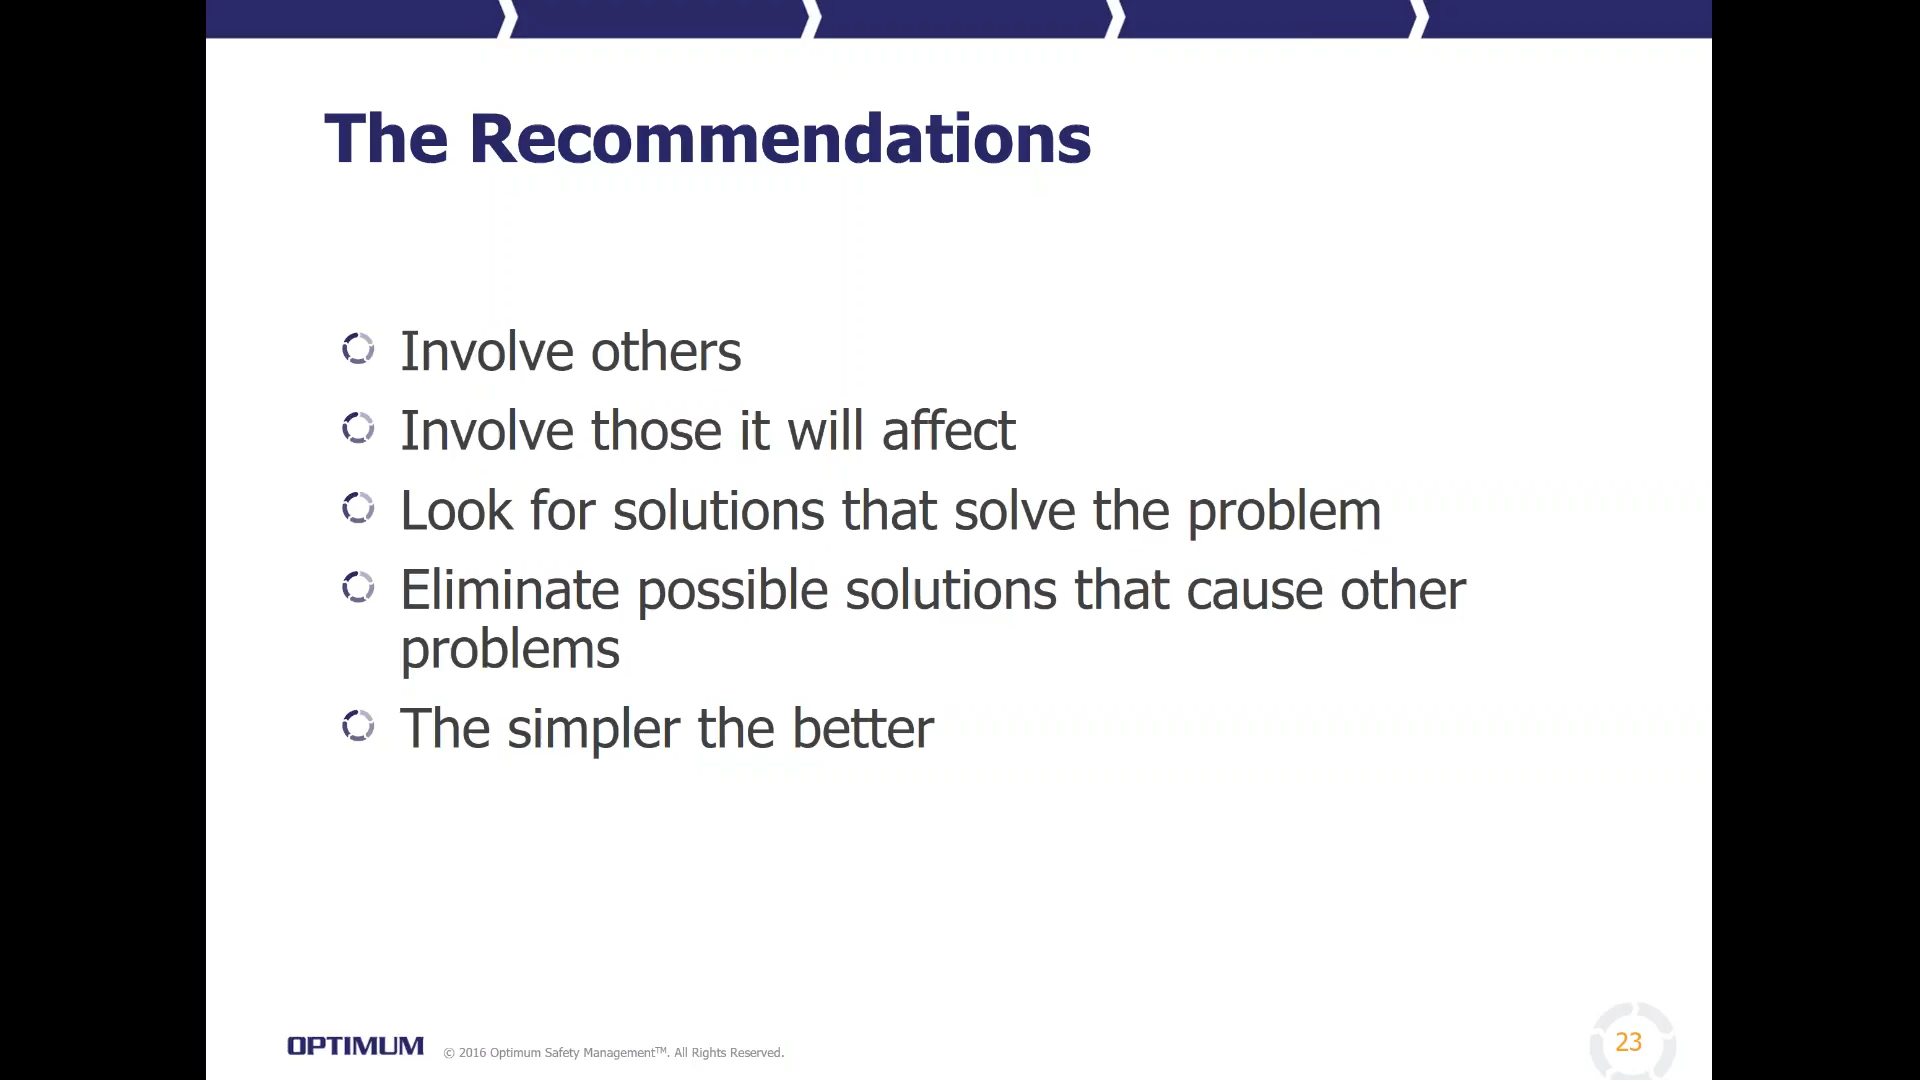 The Recommendations
Involve others
Involve those it will affect
Look for solutions that solve the problem
Eliminate possible solutions that cause other
problems
The simpler the better
OPTIMUM © 2016 Optimum Safety Management™. All Rights Reserved.
23